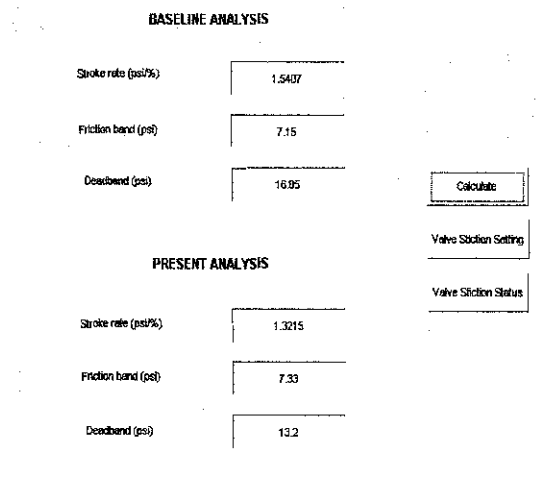 BASELINE ANALYSIS
Stroke rate (psi/%)
1.5407
Friction band (psi)
7.15
Deadband (psi)
16.95
Calculate
Valve Stiction Setting
PRESENT ANALYSIS
Valve Stiction Status
Stroke rate (psi/%)
1.3215
Friction band (psi)
7.33
Deadband (psi)
13.2